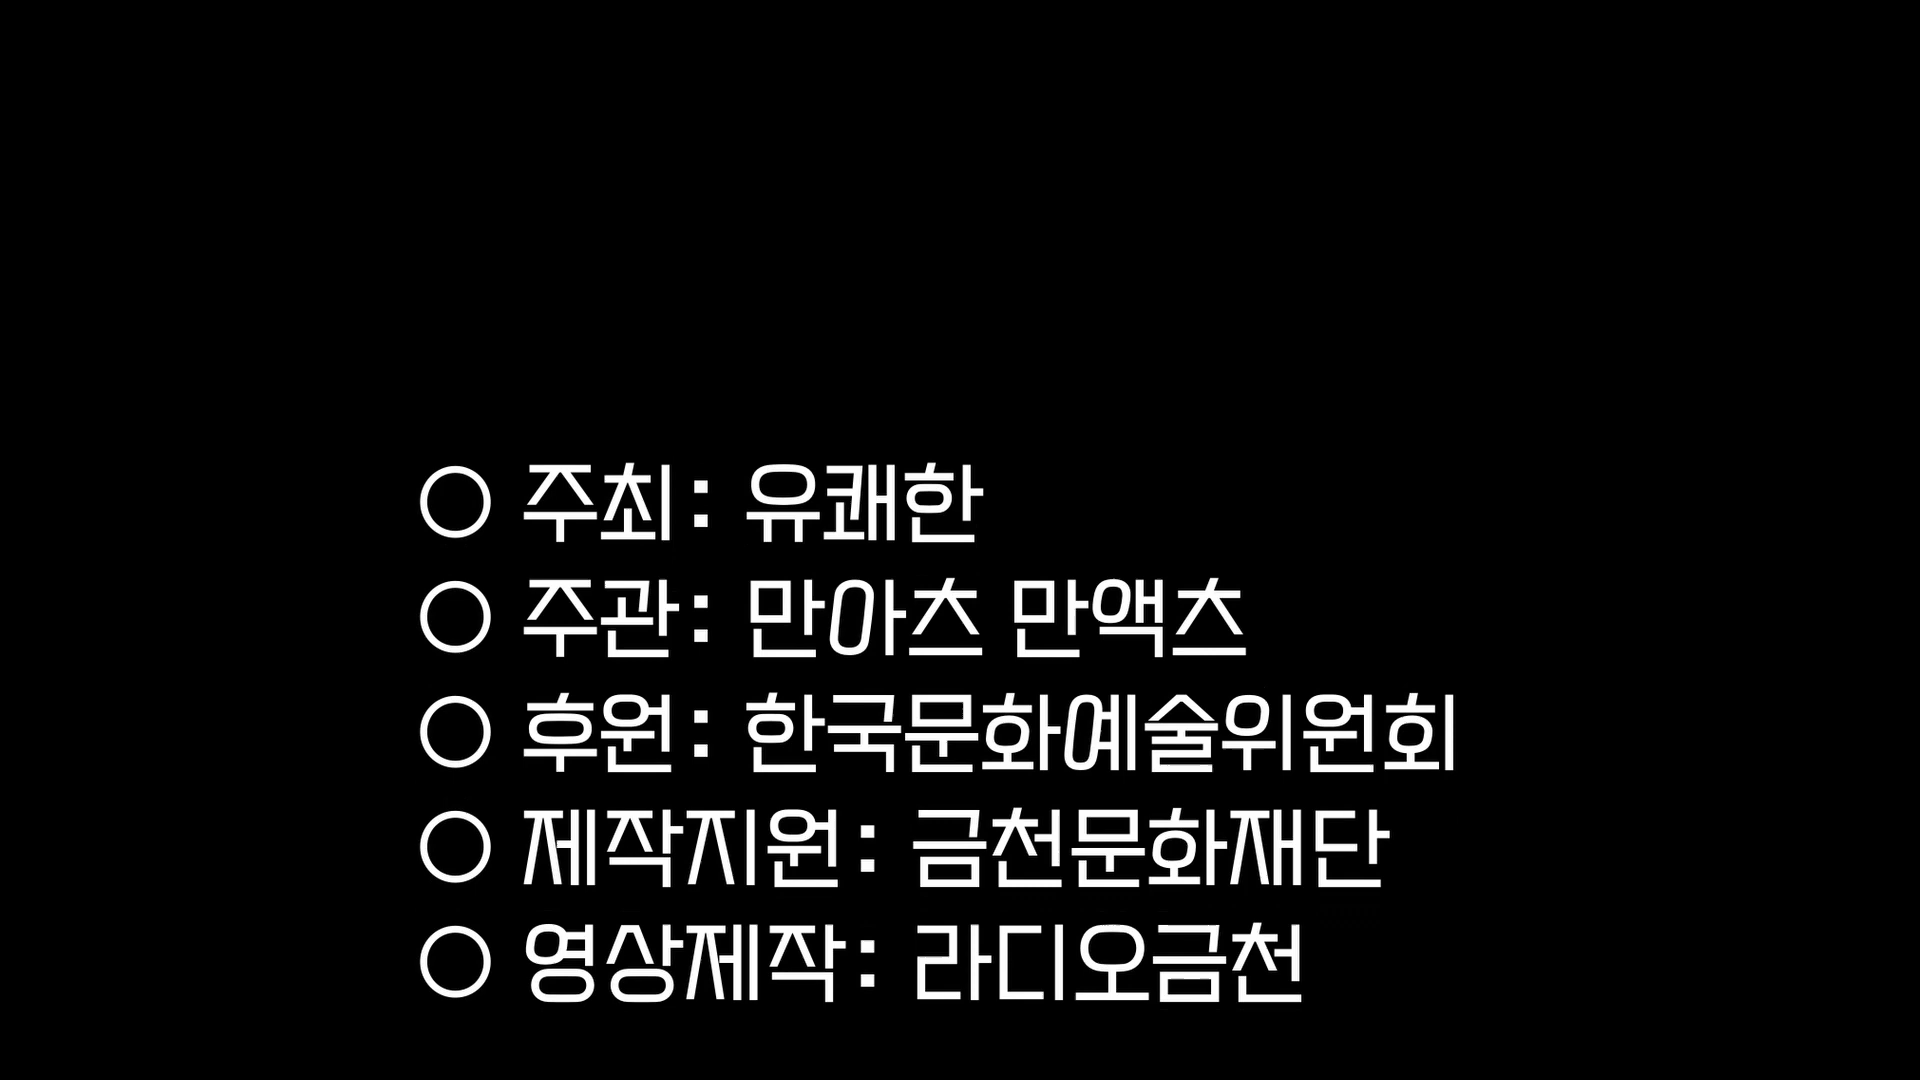 ○ 주최: 유쾌한
○ 주관: 만아츠 만액츠
○ 후원: 한국문화예술위원회
○ 제작지원: 금천문화재단
○ 영상제작: 라디오금천